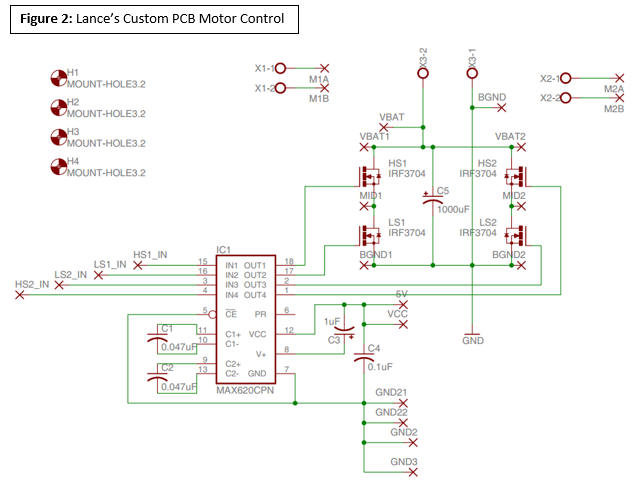 Figure 2: Lance's Custom PCB Motor Control
H1
MOUNT-HOLE3.2
H2
MOUNT-HOLE3.2
H3
MOUNT-HOLE3.2
H4
MOUNT-HOLE3.2
X1-1
M1A
X1-2
M1B
X3-2
X3-1
X2-1
M2A
X2-2
M2B
BGND
VBAT
VBAT1
VBAT2
HS1
IRF3704
MID1
HS2
IRF3704
MID2
C5
1000uF
LS1
IRF3704
BGND1
LS2
IRF3704
BGND2
GND
HS1_IN
LS1_IN
LS2_IN
HS2_IN
IC1
15 IN1 OUT1 18
16 IN2 OUT2 17
3 IN3 OUT3 2
4 IN4 OUT4 1
5 CE PR 6
11 C1+ VCC 12
10 C1-
V+ 8
9 C2+
13 C2- GND 7
MAX620CPN
C1
0.047uF
C2
0.047uF
5V
VCC
1uF
C3
C4
0.1uF
GND21
GND22
GND2
GND3